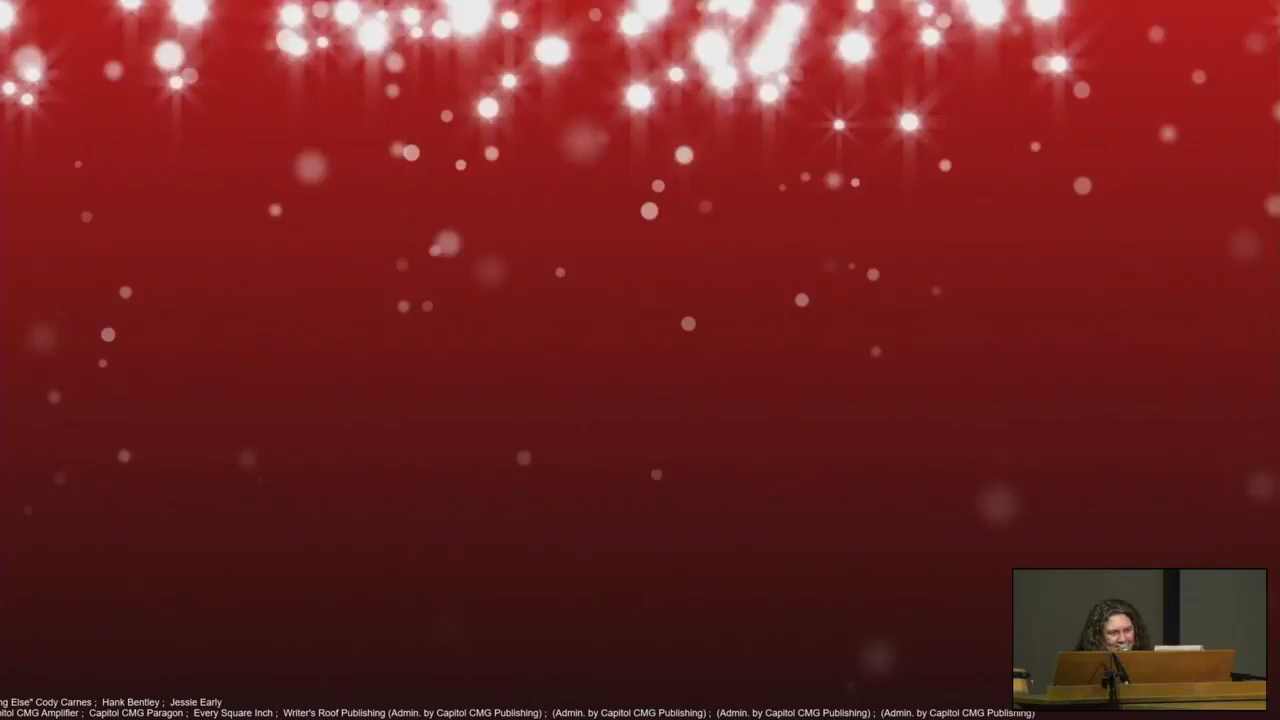 ng Else" Cody Carnes ; Hank Bentley ; Jessie Early
pitol CMG Amplifier ; Capitol CMG Paragon ; Every Square Inch ; Writer's Roof Publishing (Admin. by Capitol CMG Publishing) ; (Admin. by Capitol CMG Publishing) ; (Admin. by Capitol CMG Publishing) ; (Admin. by Capitol CMG Publishing)